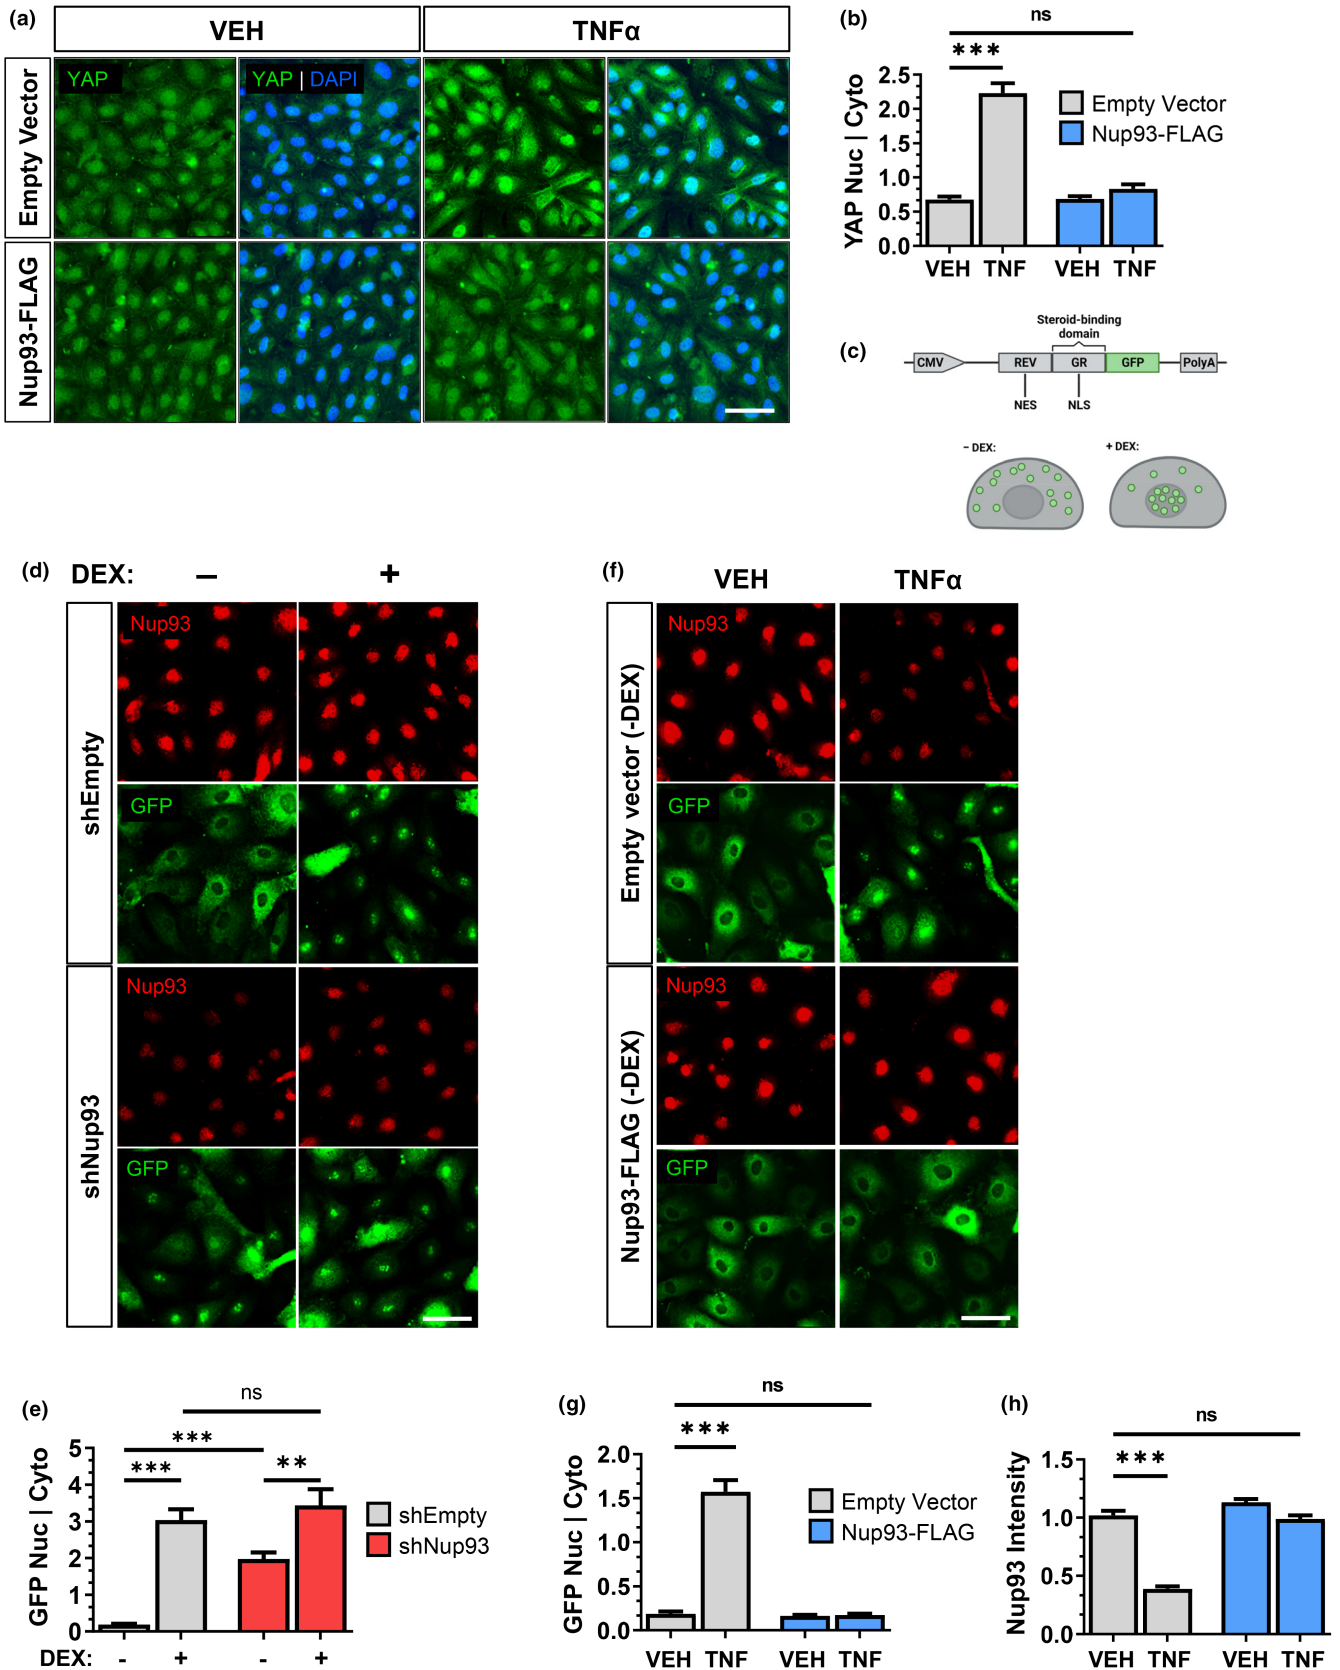 (a)
VEH
TNFα
Empty Vector
YAP
YAP | DAPI
Nup93-FLAG
(b)
ns
***
YAP Nuc | Cyto
2.5
2.0
1.5
1.0
0.5
0.0
VEH TNF VEH TNF
Empty Vector
Nup93-FLAG
(c)
Steroid-binding
domain
CMV REV GR GFP PolyA
NES NLS
– DEX: + DEX:
(d)
DEX: – +
shEmpty
Nup93
GFP
shNup93
Nup93
GFP
(f)
VEH TNFα
Empty vector (-DEX)
Nup93
GFP
Nup93-FLAG (-DEX)
Nup93
GFP
(e)
ns
***
*** **
GFP Nuc | Cyto
5
4
3
2
1
0
DEX: - + - +
shEmpty
shNup93
(g)
ns
***
GFP Nuc | Cyto
2.0
1.5
1.0
0.5
0.0
VEH TNF VEH TNF
Empty Vector
Nup93-FLAG
(h)
ns
***
Nup93 Intensity
1.5
1.0
0.5
0.0
VEH TNF VEH TNF